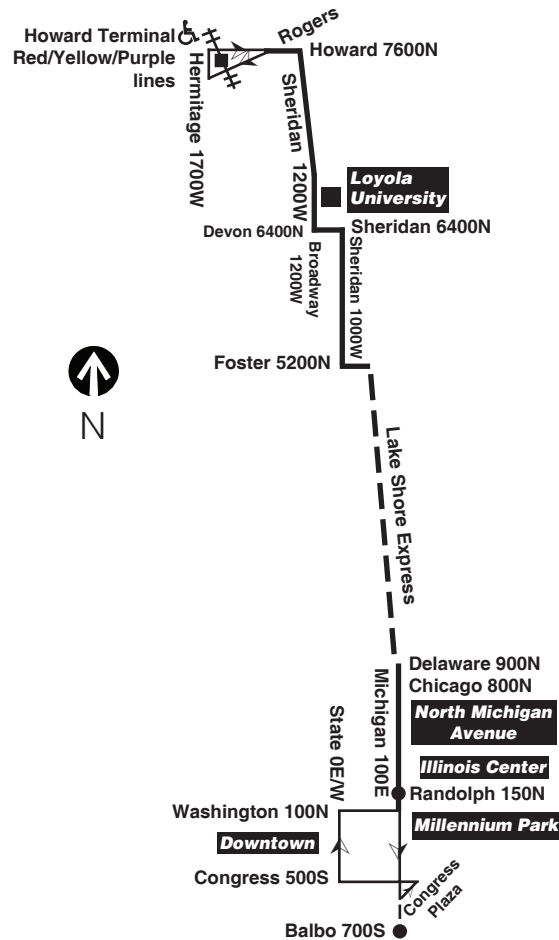 Howard Terminal
Red/Yellow/Purple
lines
Rogers
Howard 7600N
Hermitage 1700W
Sheridan 1200W
Loyola
University
Devon 6400N
Sheridan 6400N
Broadway
1200W
Sheridan 1000W
Foster 5200N
N
Lake Shore Express
Delaware 900N
Chicago 800N
North Michigan
Avenue
Michigan 100E
State 0E/W
Illinois Center
Randolph 150N
Washington 100N
Millennium Park
Downtown
Congress 500S
Congress
Plaza
Balbo 700S